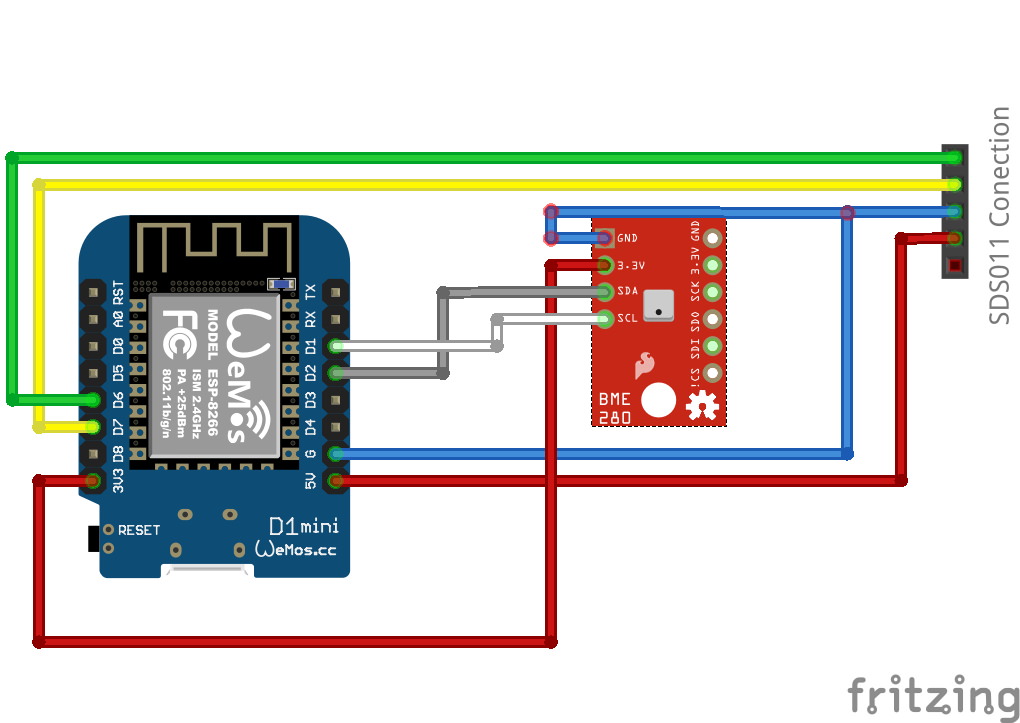 SDS011 Conection
RST
A0
D0
D5
D6
D7
D8
3V3
TX
RX
D1
D2
D3
D4
G
5V
WeMos
MODEL ESP-8266
ISM 2.4GHz
PA +25dBm
802.11b/g/n
FC
RESET
D1mini
WeMos.cc
GND
3.3V
SDA
SCL
GND
3.3V
SCK
SDO
SDI
!CS
BME
280
fritzing